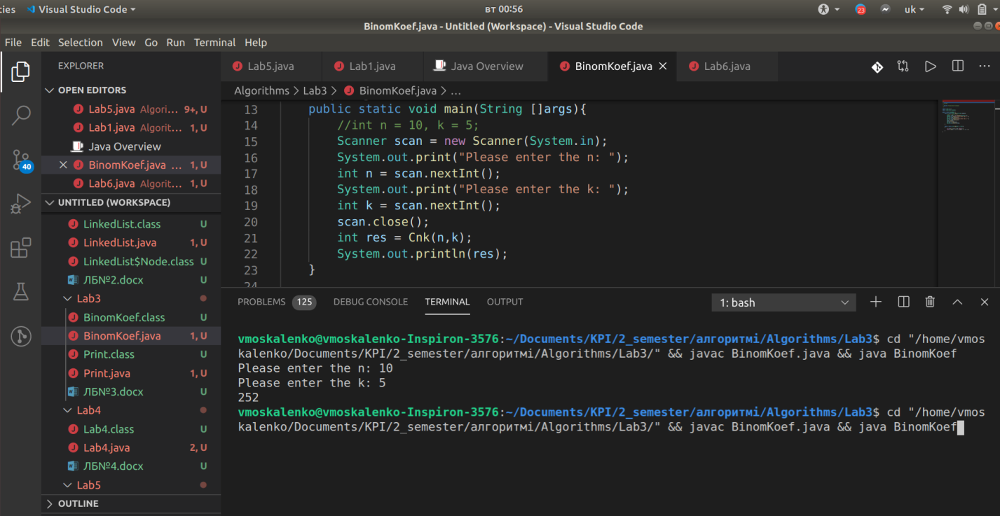 ties Visual Studio Code вт 00:56 23 uk
BinomKoef.java - Untitled (Workspace) - Visual Studio Code
File Edit Selection View Go Run Terminal Help
EXPLORER
OPEN EDITORS
Lab5.java Algori... 9+, U
Lab1.java Algorit... 1, U
Java Overview
BinomKoef.java ... 1, U
Lab6.java Algorit... 1, U
40
UNTITLED (WORKSPACE)
LinkedList.class U
LinkedList.java 1, U
LinkedList$Node.class U
ЛБ№2.docx U
Lab3
BinomKoef.class U
BinomKoef.java 1, U
Print.class U
Print.java 1, U
ЛБ№3.docx U
Lab4
Lab4.class U
Lab4.java 2, U
ЛБ№4.docx U
Lab5
OUTLINE
Lab5.java Lab1.java Java Overview BinomKoef.java Lab6.java
Algorithms > Lab3 > BinomKoef.java > ...
13 public static void main(String []args){
14 //int n = 10, k = 5;
15 Scanner scan = new Scanner(System.in);
16 System.out.print("Please enter the n: ");
17 int n = scan.nextInt();
18 System.out.print("Please enter the k: ");
19 int k = scan.nextInt();
20 scan.close();
21 int res = Cnk(n,k);
22 System.out.println(res);
23 }
24
PROBLEMS 125 DEBUG CONSOLE TERMINAL OUTPUT 1: bash
vmoskalenko@vmoskalenko-Inspiron-3576:~/Documents/KPI/2_semester/алгоритмі/Algorithms/Lab3$ cd "/home/vmos
kalenko/Documents/KPI/2_semester/алгоритмі/Algorithms/Lab3/" && javac BinomKoef.java && java BinomKoef
Please enter the n: 10
Please enter the k: 5
252
vmoskalenko@vmoskalenko-Inspiron-3576:~/Documents/KPI/2_semester/алгоритмі/Algorithms/Lab3$ cd "/home/vmos
kalenko/Documents/KPI/2_semester/алгоритмі/Algorithms/Lab3/" && javac BinomKoef.java && java BinomKoef